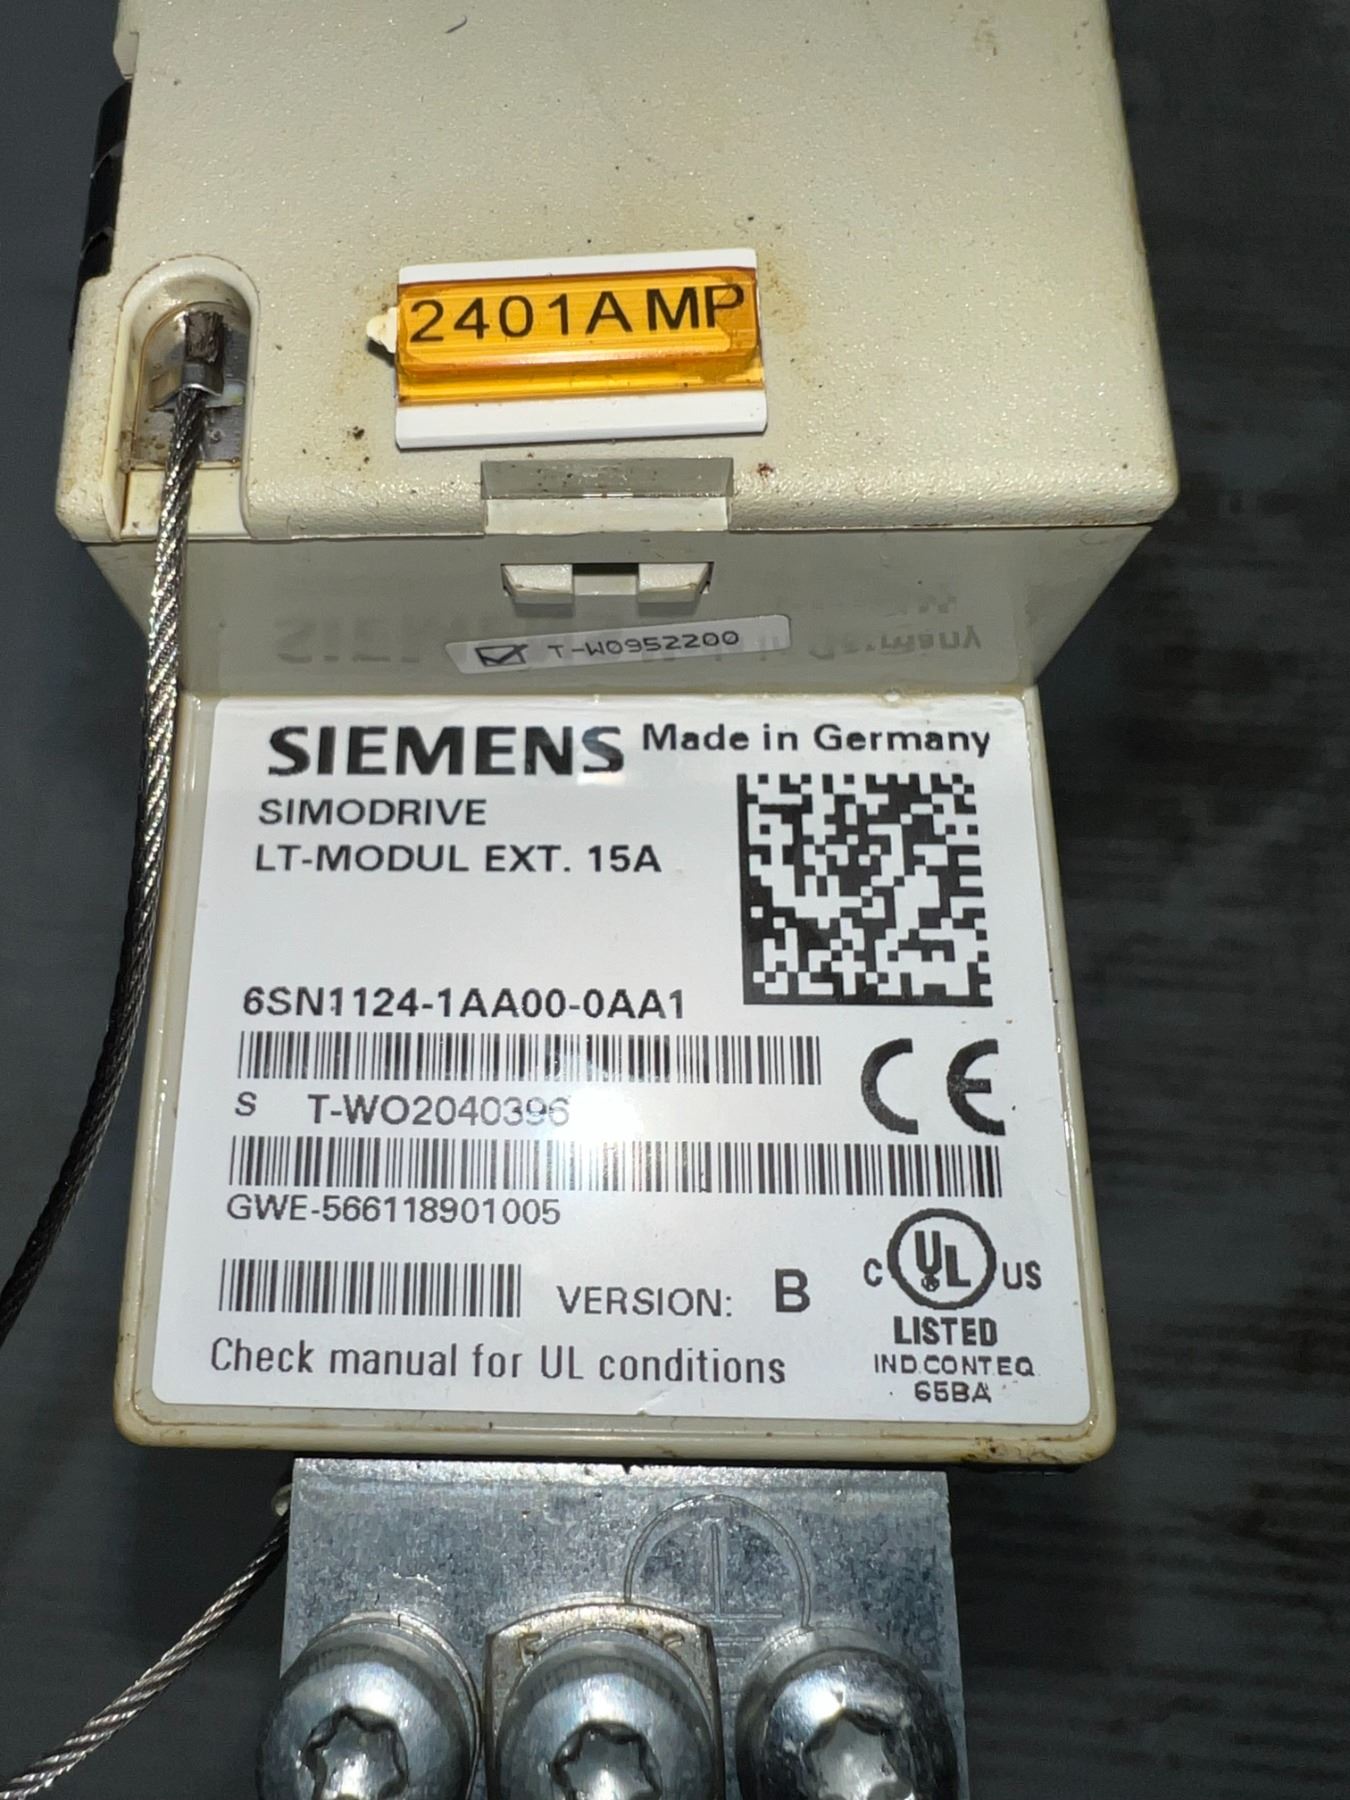 2401AMP
T-W0952200
SIEMENS Made in Germany
SIMODRIVE
LT-MODUL EXT. 15A
6SN1124-1AA00-0AA1
S T-WO2040396
GWE-566118901005
VERSION: B
C UL US
LISTED
IND.CONT.EQ.
65BA
Check manual for UL conditions